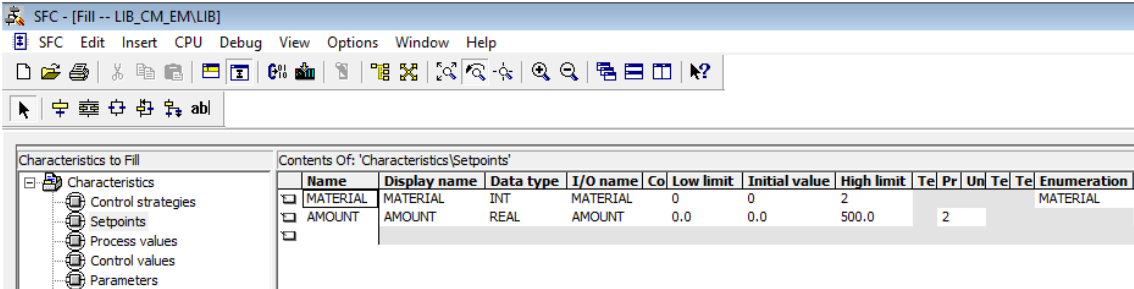 SFC - [Fill -- LIB_CM_EM\LIB]
SFC Edit Insert CPU Debug View Options Window Help
abl
Characteristics to Fill
Contents Of: 'Characteristics\Setpoints'
Name Display name Data type I/O name Co Low limit Initial value High limit Te Pr Un Te Te Enumeration
MATERIAL MATERIAL INT MATERIAL 0 0 2 MATERIAL
AMOUNT AMOUNT REAL AMOUNT 0.0 0.0 500.0 2
Characteristics
Control strategies
Setpoints
Process values
Control values
Parameters